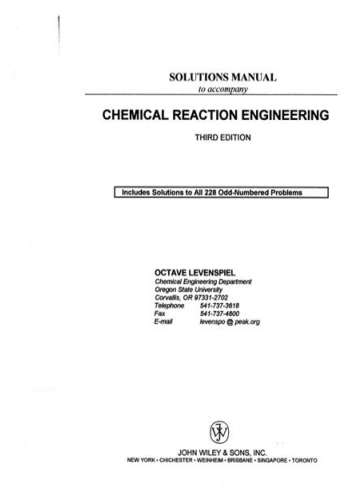 SOLUTIONS MANUAL
to accompany
CHEMICAL REACTION ENGINEERING
THIRD EDITION
Includes Solutions to All 228 Odd-Numbered Problems
OCTAVE LEVENSPIEL
Chemical Engineering Department
Oregon State University
Corvallis, OR 97331-2702
Telephone 541-737-3618
Fax 541-737-4600
E-mail levenspo @ peak.org
JOHN WILEY & SONS, INC.
NEW YORK • CHICHESTER • WEINHEIM • BRISBANE • SINGAPORE • TORONTO